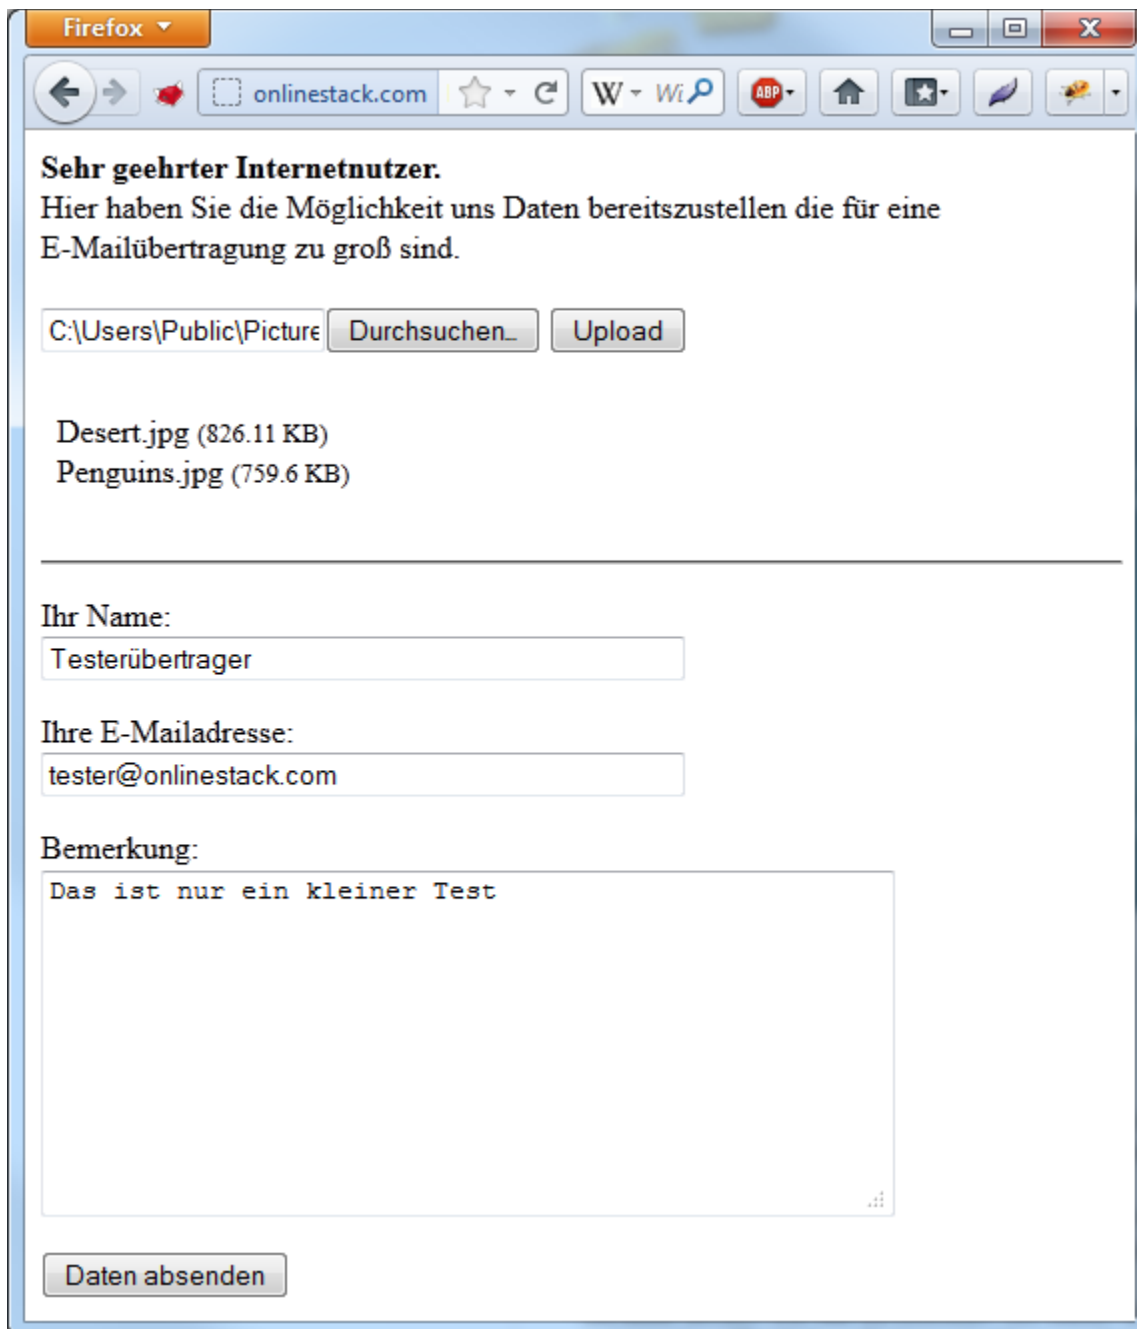 Firefox
onlinestack.com
W
Wi
ABP
Sehr geehrter Internetnutzer.
Hier haben Sie die Möglichkeit uns Daten bereitszustellen die für eine
E-Mailübertragung zu groß sind.
C:\Users\Public\Picture
Durchsuchen…
Upload
Desert.jpg (826.11 KB)
Penguins.jpg (759.6 KB)
Ihr Name:
Testerübertrager
Ihre E-Mailadresse:
tester@onlinestack.com
Bemerkung:
Das ist nur ein kleiner Test
Daten absenden